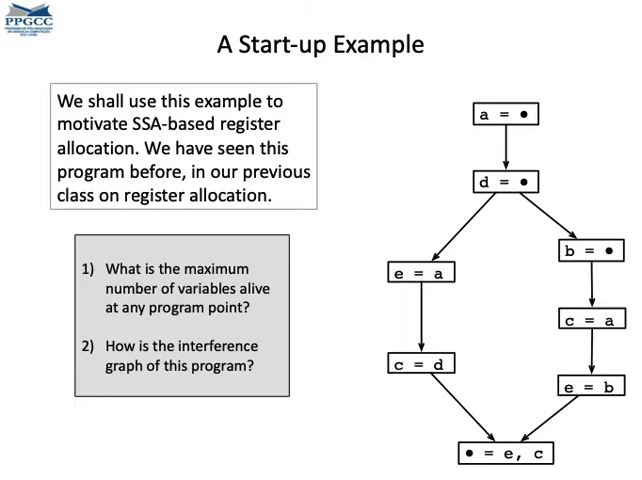 PPGCC
A Start-up Example
We shall use this example to
motivate SSA-based register
allocation. We have seen this
program before, in our previous
class on register allocation.
1) What is the maximum
number of variables alive
at any program point?
2) How is the interference
graph of this program?
a = •
d = •
b = •
e = a
c = a
c = d
e = b
• = e, c